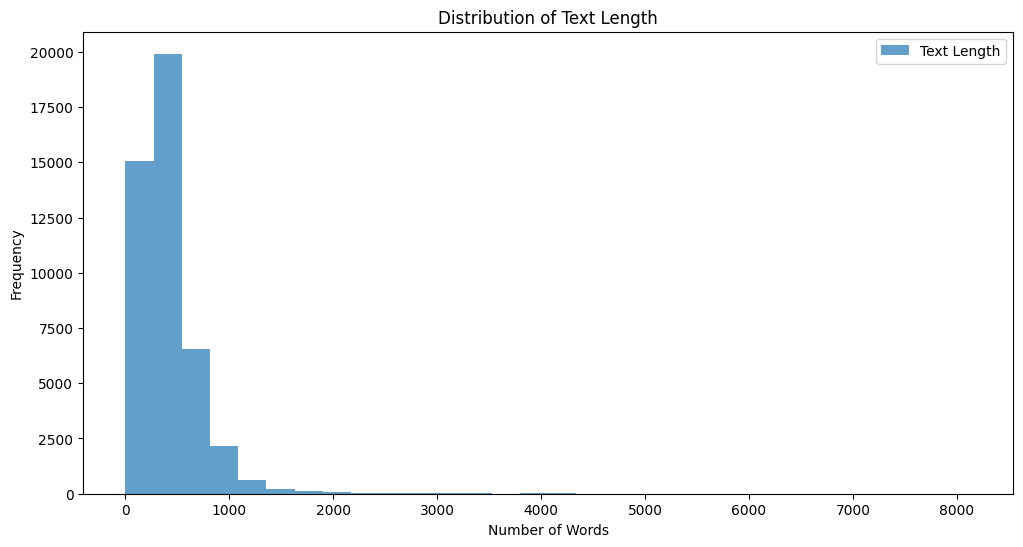 Distribution of Text Length
Text Length
20000
17500
15000
12500
10000
7500
5000
2500
0
Frequency
0 1000 2000 3000 4000 5000 6000 7000 8000
Number of Words